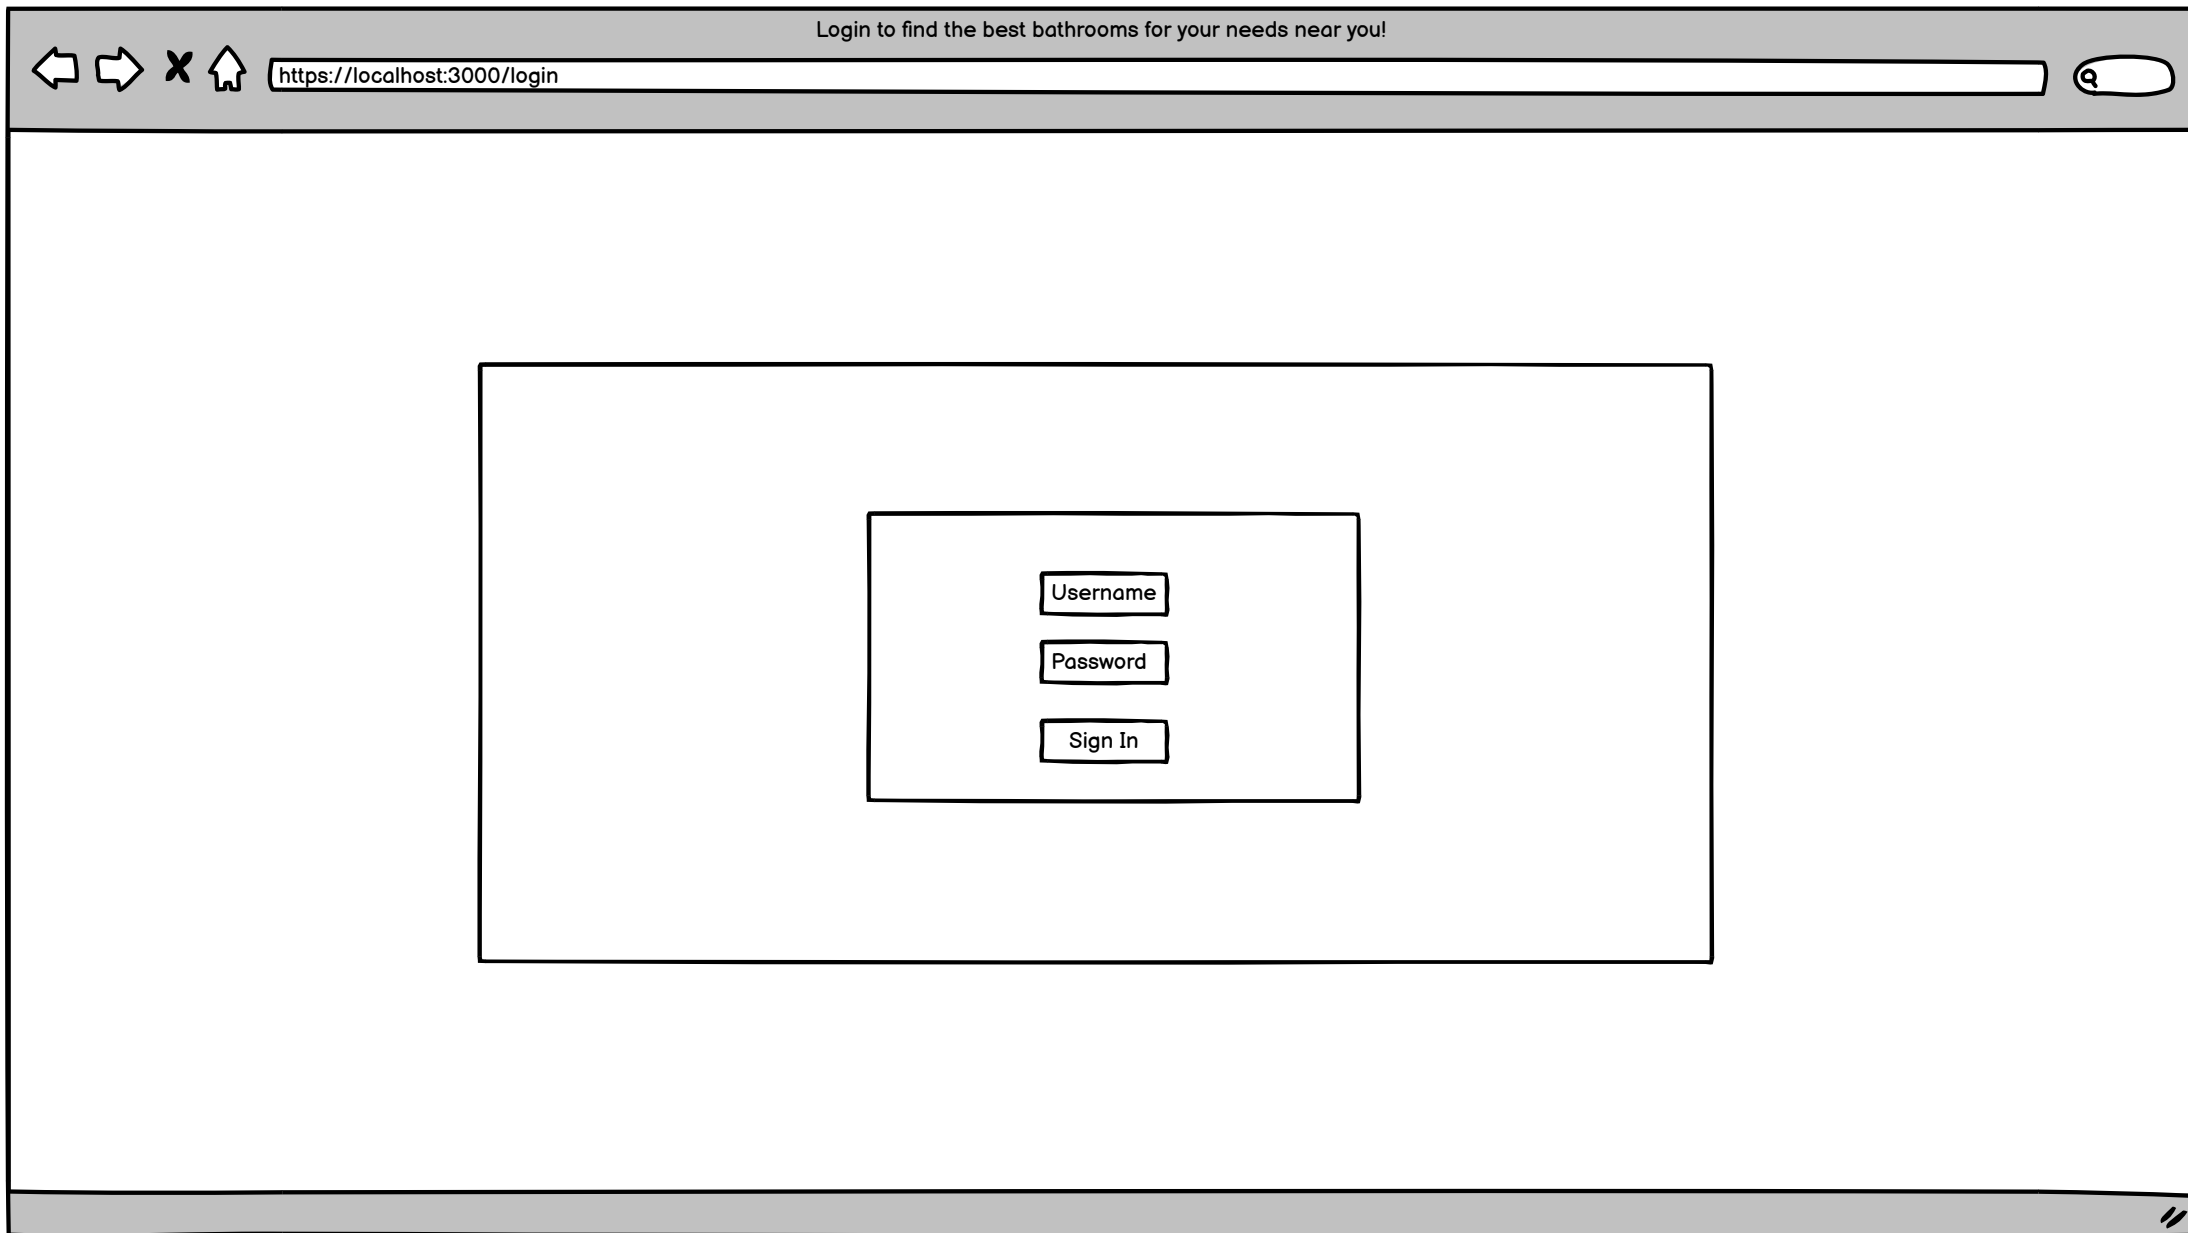 Login to find the best bathrooms for your needs near you!
https://localhost:3000/login
Username
Password
Sign In